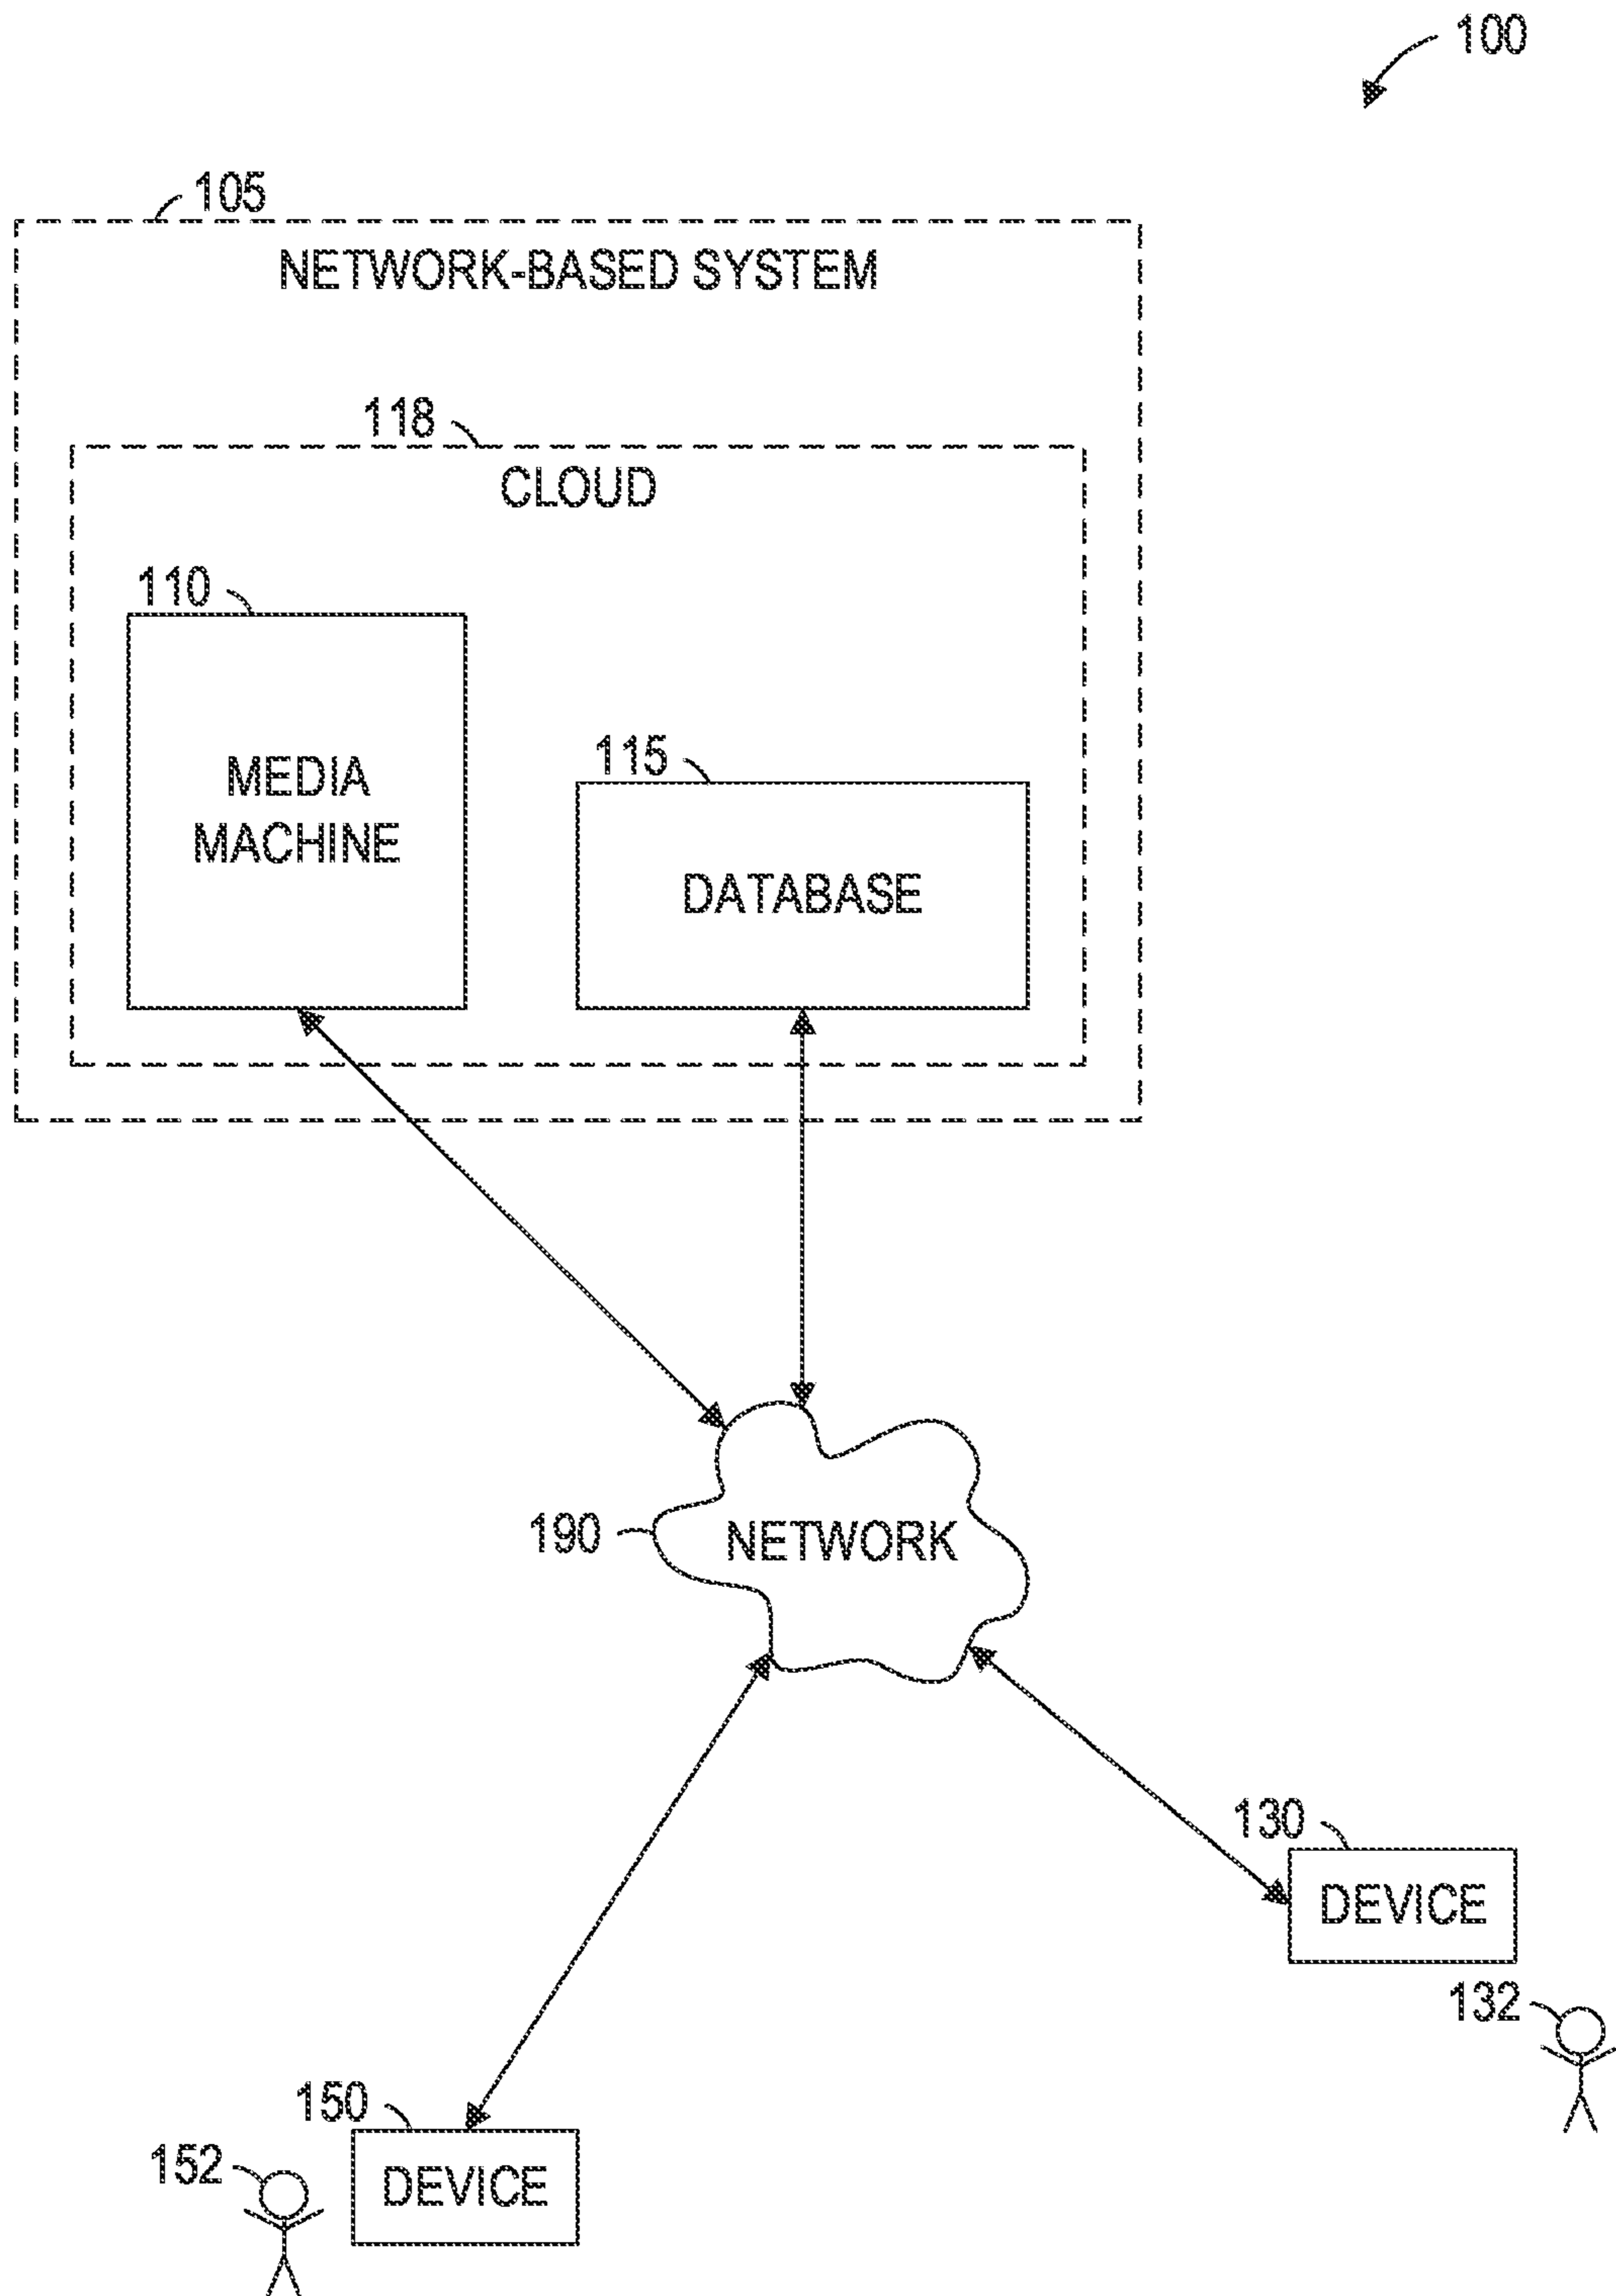 100
105
NETWORK-BASED SYSTEM
118
CLOUD
110
MEDIA
MACHINE
115
DATABASE
190
NETWORK
130
DEVICE
132
150
DEVICE
152